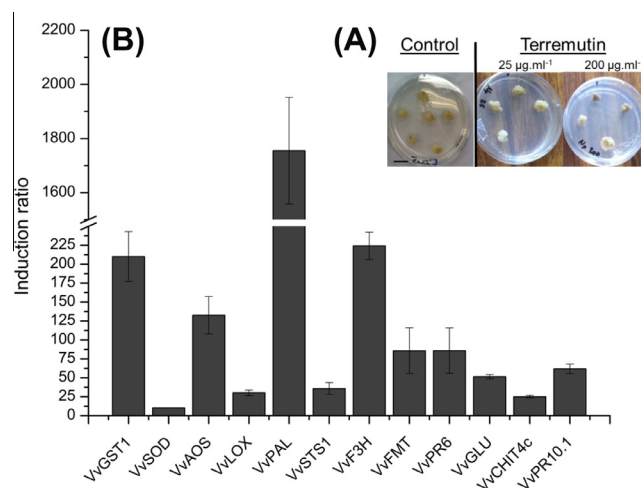 (B)
(A)
Control
Terremutin
25 µg.ml-1
200 µg.ml-
Induction ratio
2200
2000
1800
1600
225
200
175
150
125
100
75
50
25
0
VvGST1
VvSOD
VvAOS
VvLOX
VvPAL
VvSTS1
VvF3H
VvFMT
VvPR6
VvGLU
VvCHIT4c
VvPR10.1